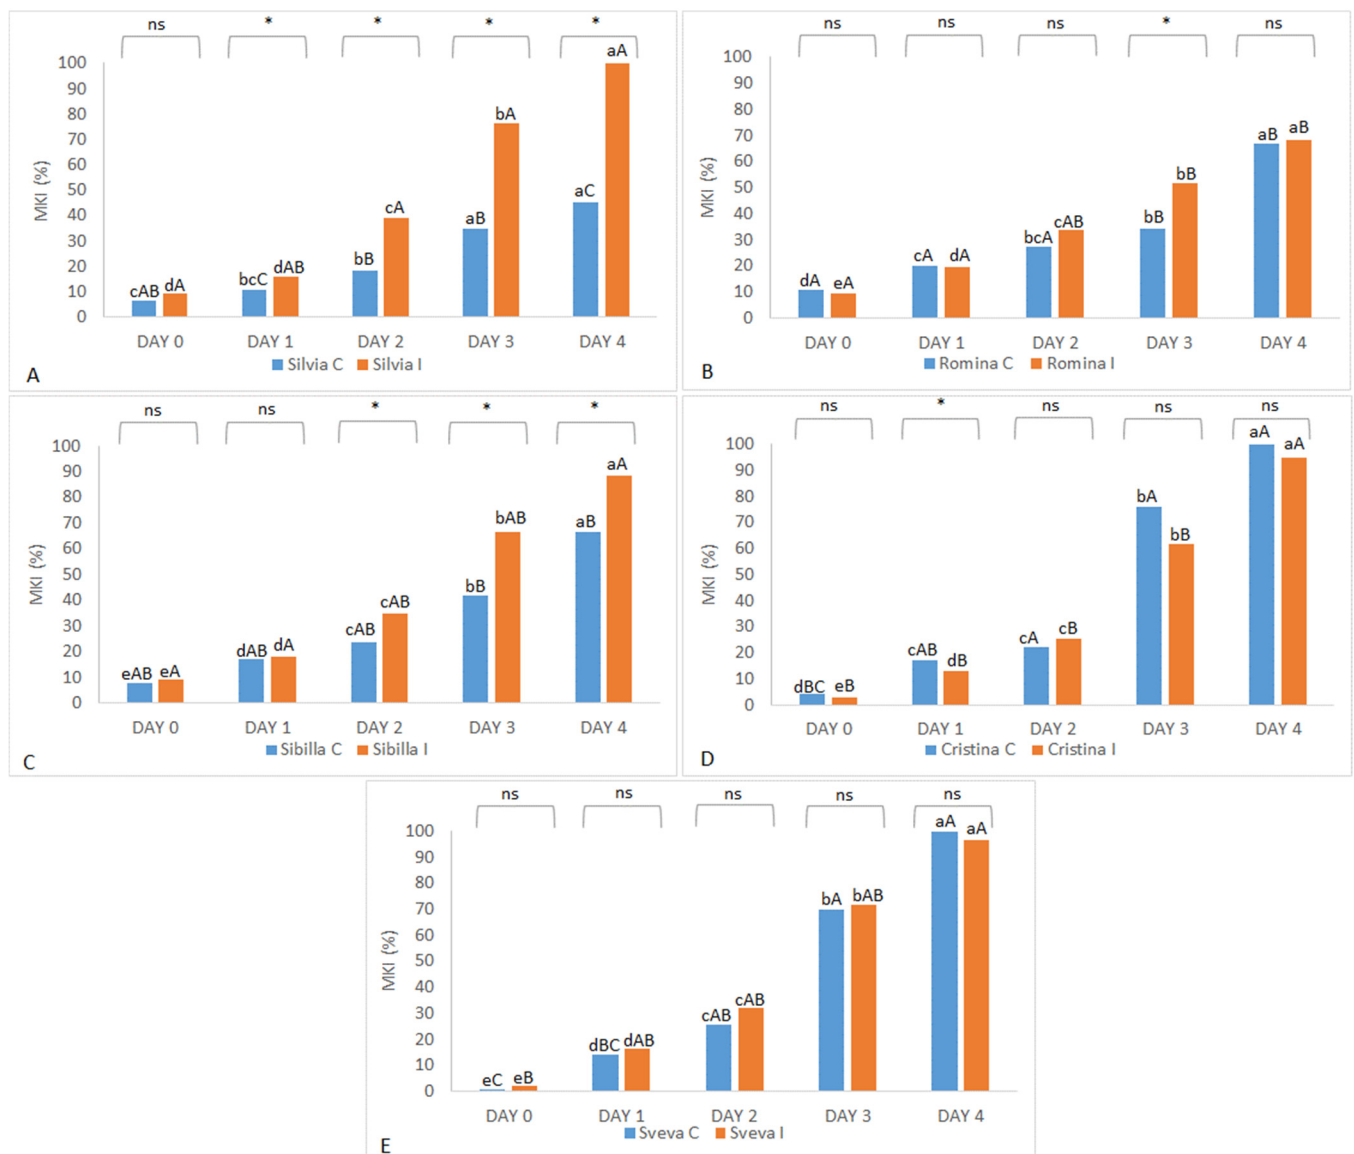 ns * * * *
MKI (%)
100
90
80
70
60
50
40
30
20
10
0
cAB dA bcC dAB bB cA aB bA aC aA
DAY 0 DAY 1 DAY 2 DAY 3 DAY 4
Silvia C Silvia I
A
ns ns ns * ns
MKI (%)
100
90
80
70
60
50
40
30
20
10
0
dA eA cA dA bcA cAB bB bB aB aB
DAY 0 DAY 1 DAY 2 DAY 3 DAY 4
Romina C Romina I
B
ns ns * * *
MKI (%)
100
90
80
70
60
50
40
30
20
10
0
eAB eA dAB dA cAB cAB bB bAB aB aA
DAY 0 DAY 1 DAY 2 DAY 3 DAY 4
Sibilla C Sibilla I
C
ns * ns ns ns
MKI (%)
100
90
80
70
60
50
40
30
20
10
0
dBC eB cAB dB cA cB bA bB aA aA
DAY 0 DAY 1 DAY 2 DAY 3 DAY 4
Cristina C Cristina I
D
ns ns ns ns ns
MKI (%)
100
90
80
70
60
50
40
30
20
10
0
eC eB dBC dAB cAB cAB bA bAB aA aA
DAY 0 DAY 1 DAY 2 DAY 3 DAY 4
Sveva C Sveva I
E